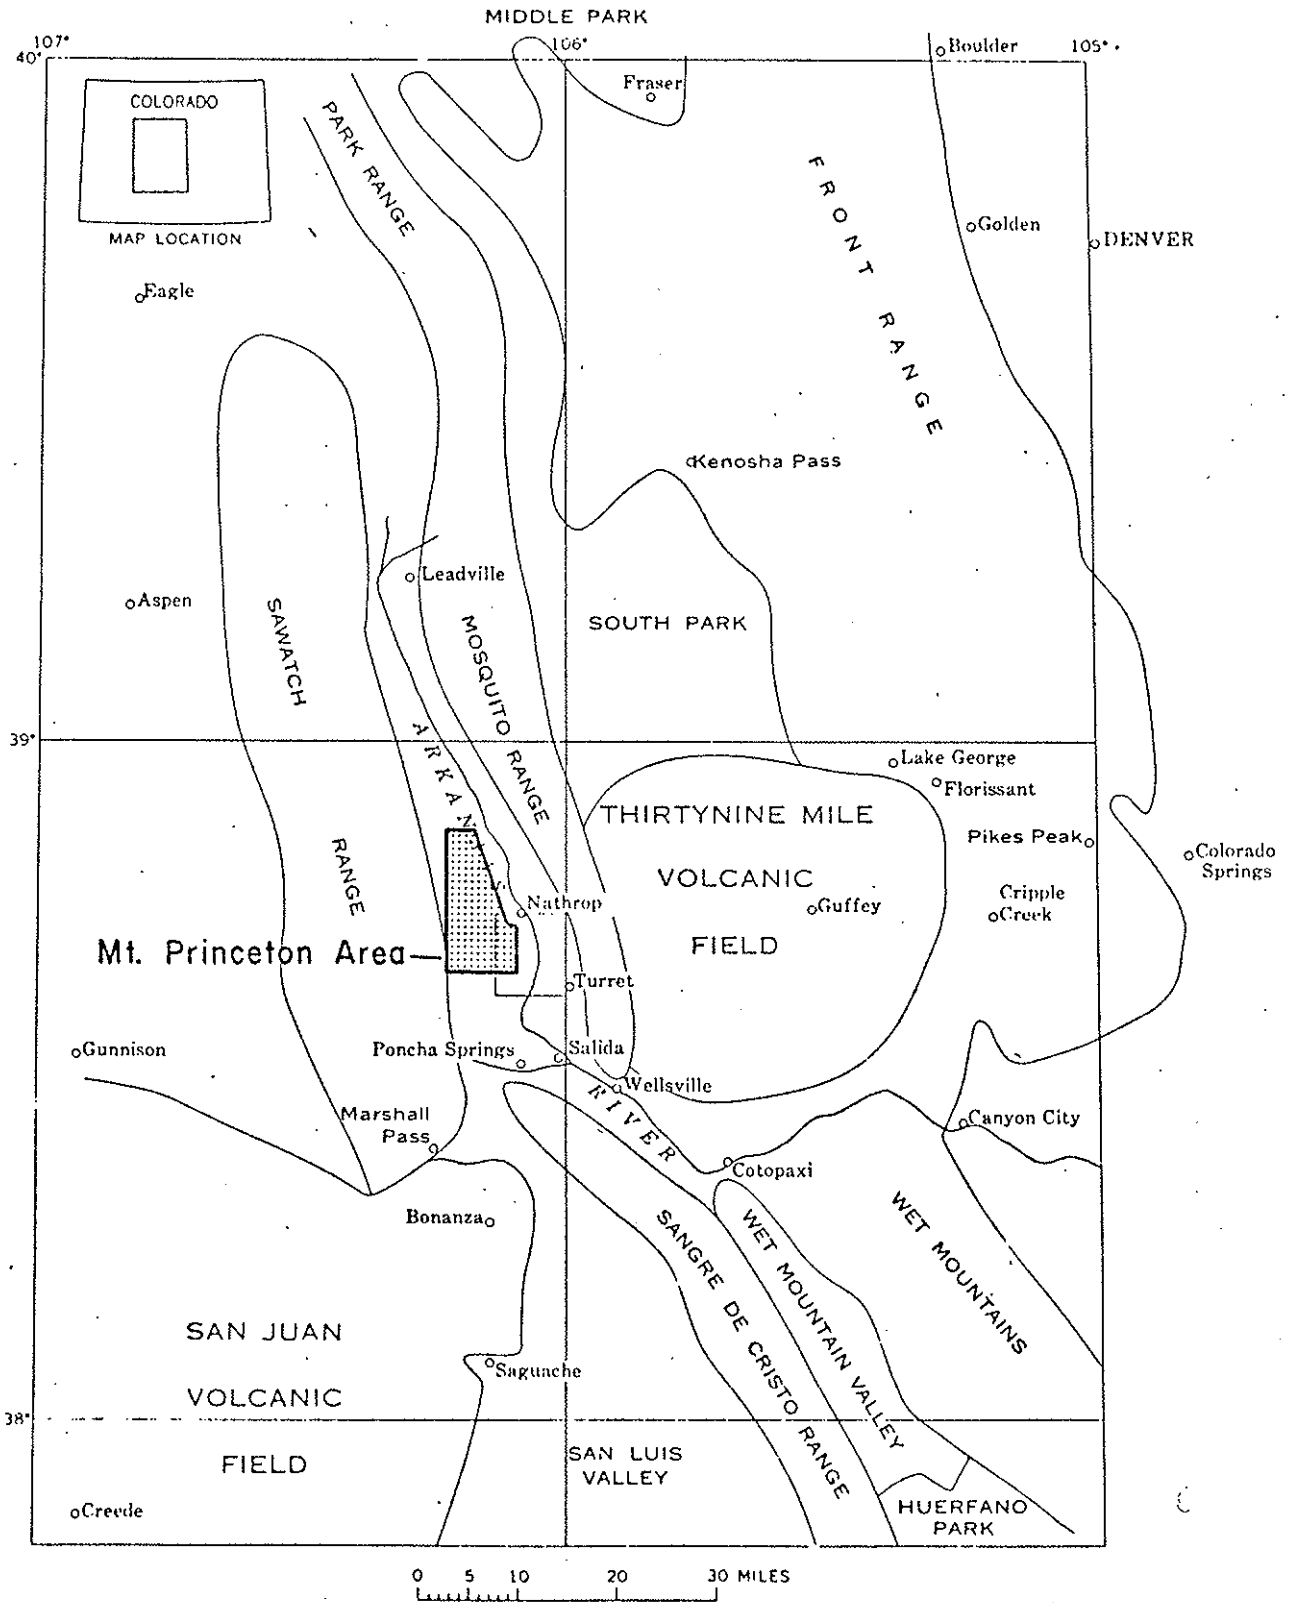 MIDDLE PARK
107°
106°
105°
40°
Boulder
Fraser
COLORADO
MAP LOCATION
PARK RANGE
FRONT RANGE
Golden
DENVER
Eagle
Kenosha Pass
Leadville
Aspen
SAWATCH
RANGE
MOSQUITO RANGE
SOUTH PARK
39°
ARKANSAS
Lake George
Florissant
THIRTYNINE MILE
VOLCANIC
FIELD
Pikes Peak
Colorado
Springs
Cripple
Creek
Guffey
Nathrop
Mt. Princeton Area
Turret
Gunnison
Poncha Springs
Salida
Wellsville
RIVER
Marshall
Pass
Canyon City
Cotopaxi
Bonanza
SANGRE DE CRISTO RANGE
WET MOUNTAIN VALLEY
WET MOUNTAINS
SAN JUAN
VOLCANIC
FIELD
Saguache
38°
SAN LUIS
VALLEY
HUERFANO
PARK
Creede
0 5 10 20 30 MILES